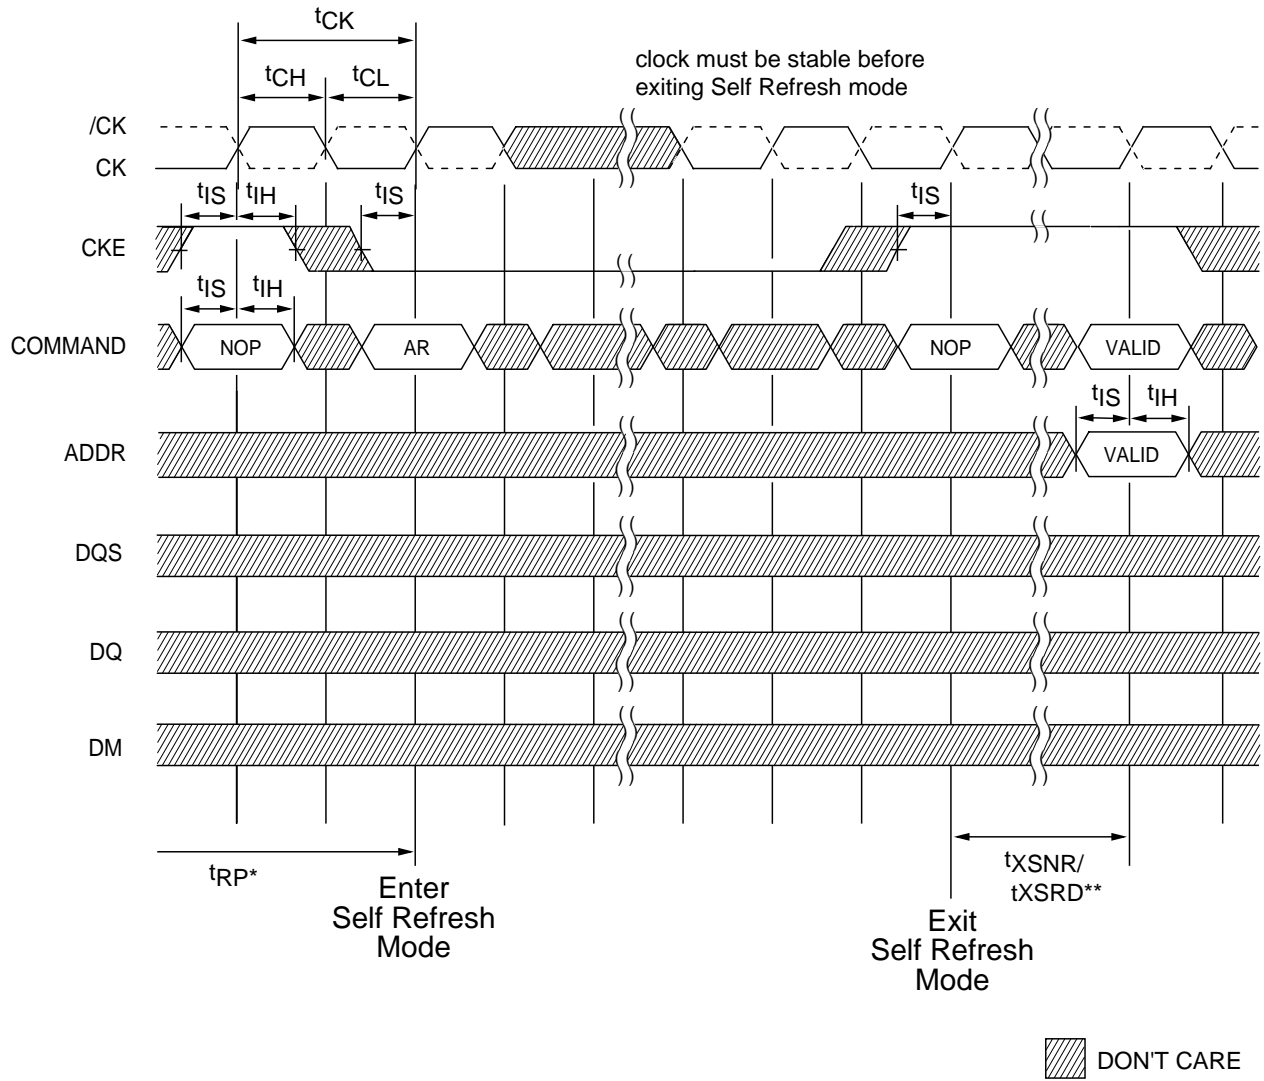 tCK
clock must be stable before
exiting Self Refresh mode
tCH
tCL
/CK
CK
tIS
tIH
tIS
tIS
CKE
tIS
tIH
COMMAND
NOP
AR
NOP
VALID
tIS
tIH
ADDR
VALID
DQS
DQ
DM
tRP*
tXSNR/
tXSRD**
Enter
Self Refresh
Mode
Exit
Self Refresh
Mode
DON'T CARE